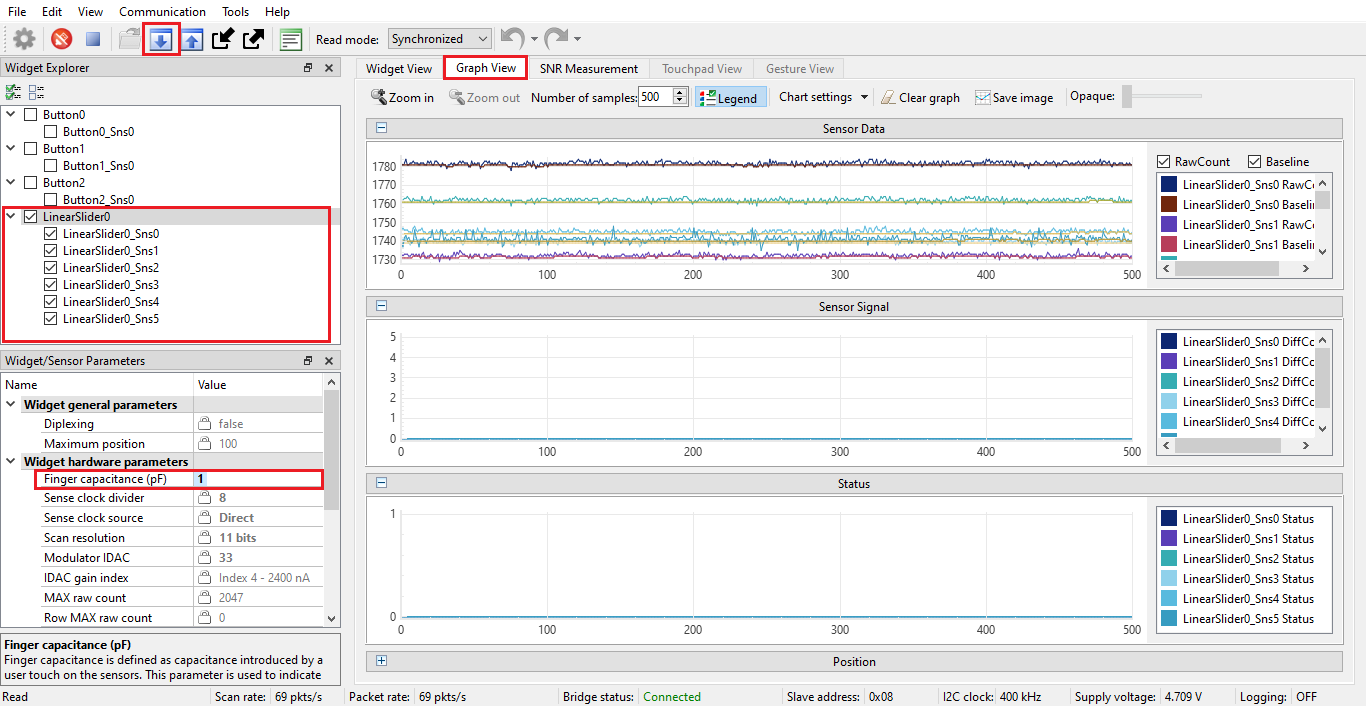 File Edit View Communication Tools Help
Read mode: Synchronized
Widget Explorer
Button0
Button0_Sns0
Button1
Button1_Sns0
Button2
Button2_Sns0
LinearSlider0
LinearSlider0_Sns0
LinearSlider0_Sns1
LinearSlider0_Sns2
LinearSlider0_Sns3
LinearSlider0_Sns4
LinearSlider0_Sns5
Widget/Sensor Parameters
Name Value
Widget general parameters
Diplexing false
Maximum position 100
Widget hardware parameters
Finger capacitance (pF) 1
Sense clock divider 8
Sense clock source Direct
Scan resolution 11 bits
Modulator IDAC 33
IDAC gain index Index 4 - 2400 nA
MAX raw count 2047
Row MAX raw count 0
Finger capacitance (pF)
Finger capacitance is defined as capacitance introduced by a
user touch on the sensors. This parameter is used to indicate
Widget View Graph View SNR Measurement Touchpad View Gesture View
Zoom in Zoom out Number of samples: 500 Legend Chart settings Clear graph Save image Opaque:
Sensor Data
1780
1770
1760
1750
1740
1730
0 100 200 300 400 500
RawCount Baseline
LinearSlider0_Sns0 RawCo
LinearSlider0_Sns0 Baselin
LinearSlider0_Sns1 RawCo
LinearSlider0_Sns1 Baselin
Sensor Signal
5
4
3
2
1
0
0 100 200 300 400 500
LinearSlider0_Sns0 DiffCo
LinearSlider0_Sns1 DiffCo
LinearSlider0_Sns2 DiffCo
LinearSlider0_Sns3 DiffCo
LinearSlider0_Sns4 DiffCo
Status
1
0
0 100 200 300 400 500
LinearSlider0_Sns0 Status
LinearSlider0_Sns1 Status
LinearSlider0_Sns2 Status
LinearSlider0_Sns3 Status
LinearSlider0_Sns4 Status
LinearSlider0_Sns5 Status
Position
Read Scan rate: 69 pkts/s Packet rate: 69 pkts/s Bridge status: Connected Slave address: 0x08 I2C clock: 400 kHz Supply voltage: 4.709 V Logging: OFF